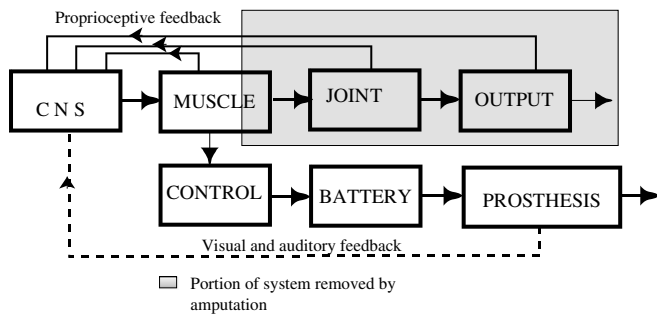 Proprioceptive feedback
C N S
MUSCLE
JOINT
OUTPUT
CONTROL
BATTERY
PROSTHESIS
Visual and auditory feedback
Portion of system removed by
amputation